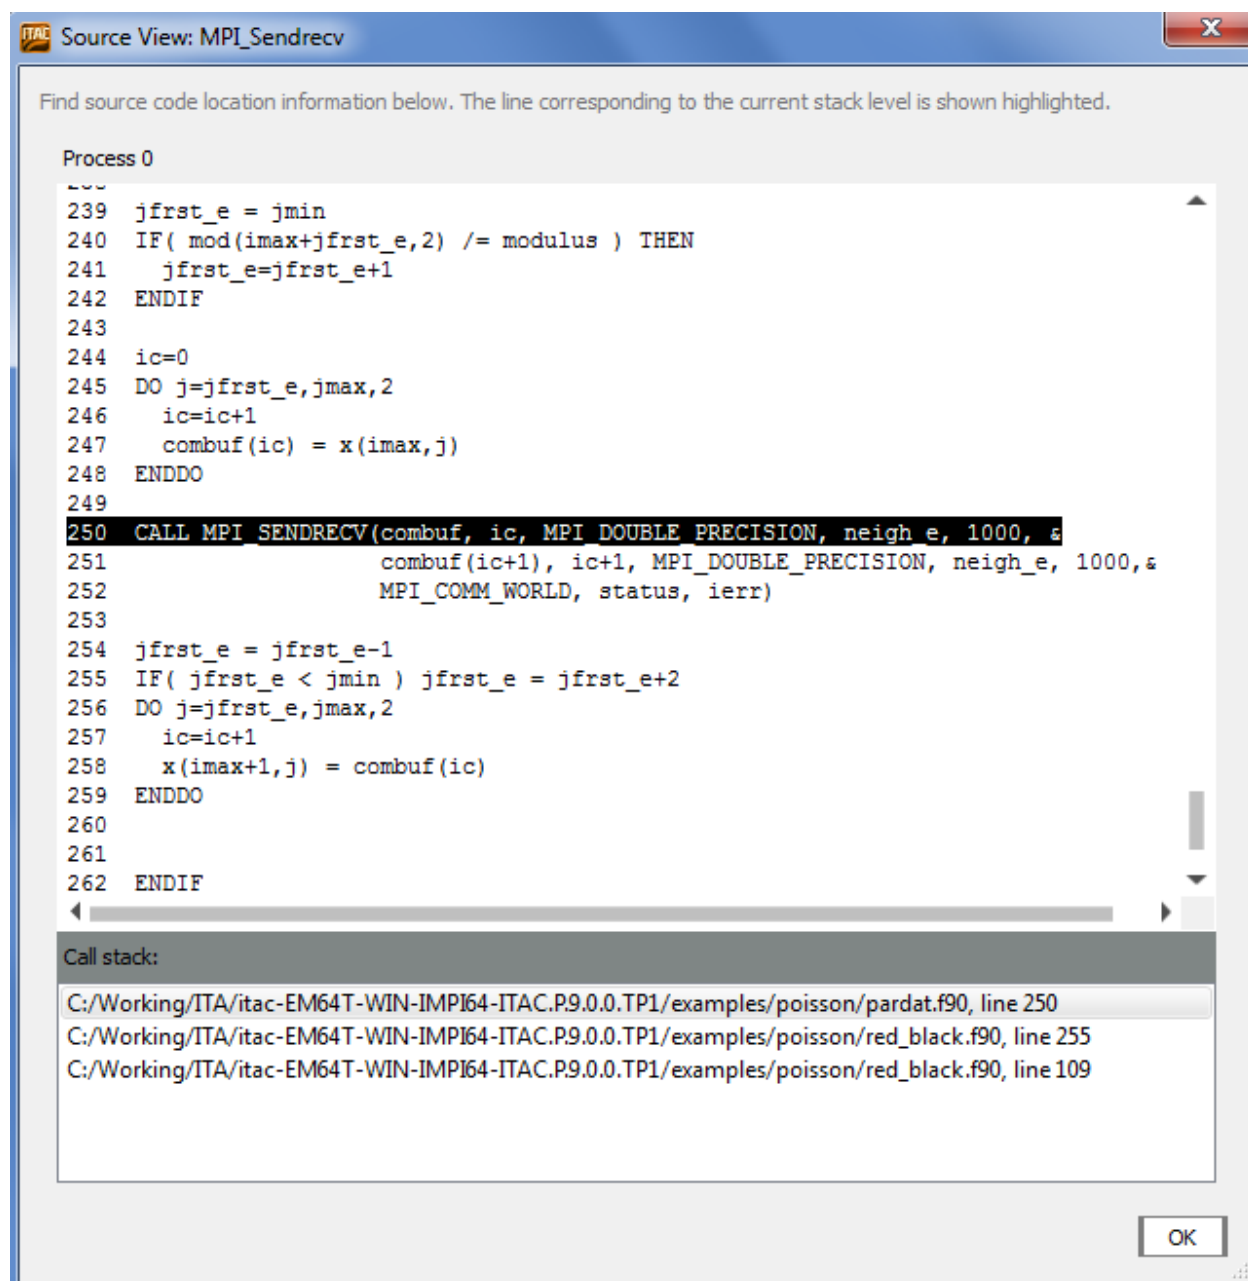 ITAC Source View: MPI_Sendrecv
X
Find source code location information below. The line corresponding to the current stack level is shown highlighted.
Process 0
239 jfrst_e = jmin
240 IF( mod(imax+jfrst_e,2) /= modulus ) THEN
241 jfrst_e=jfrst_e+1
242 ENDIF
243
244 ic=0
245 DO j=jfrst_e,jmax,2
246 ic=ic+1
247 combuf(ic) = x(imax,j)
248 ENDDO
249
250 CALL MPI_SENDRECV(combuf, ic, MPI_DOUBLE_PRECISION, neigh_e, 1000, &
251 combuf(ic+1), ic+1, MPI_DOUBLE_PRECISION, neigh_e, 1000,&
252 MPI_COMM_WORLD, status, ierr)
253
254 jfrst_e = jfrst_e-1
255 IF( jfrst_e < jmin ) jfrst_e = jfrst_e+2
256 DO j=jfrst_e,jmax,2
257 ic=ic+1
258 x(imax+1,j) = combuf(ic)
259 ENDDO
260
261
262 ENDIF
Call stack:
C:/Working/ITA/itac-EM64T-WIN-IMPI64-ITAC.P.9.0.0.TP1/examples/poisson/pardat.f90, line 250
C:/Working/ITA/itac-EM64T-WIN-IMPI64-ITAC.P.9.0.0.TP1/examples/poisson/red_black.f90, line 255
C:/Working/ITA/itac-EM64T-WIN-IMPI64-ITAC.P.9.0.0.TP1/examples/poisson/red_black.f90, line 109
OK